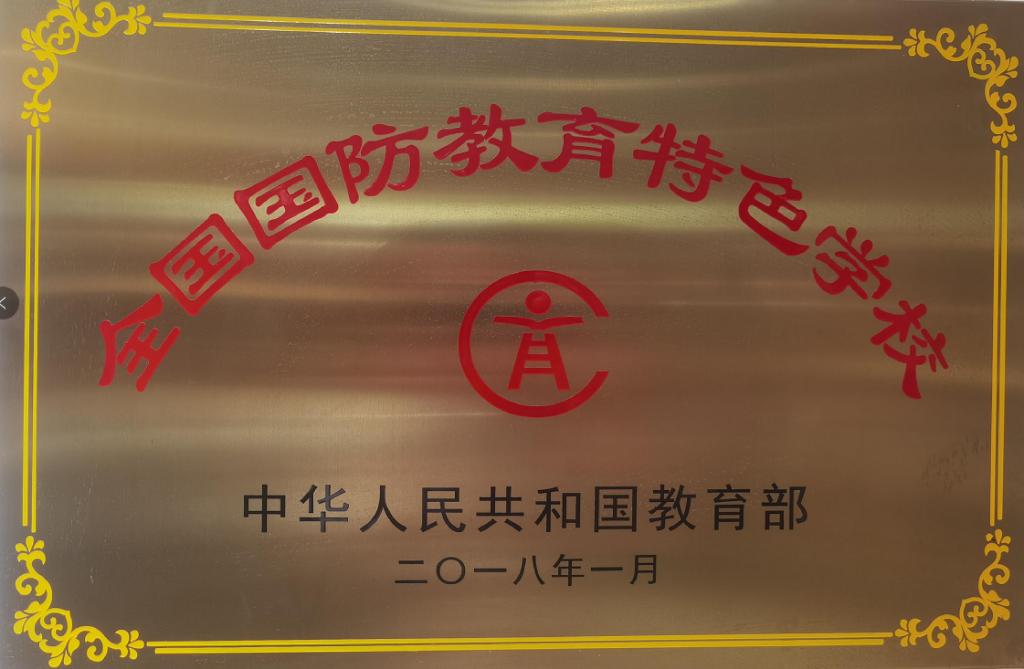 全国国防教育特色学校
中华人民共和国教育部
二〇一八年一月